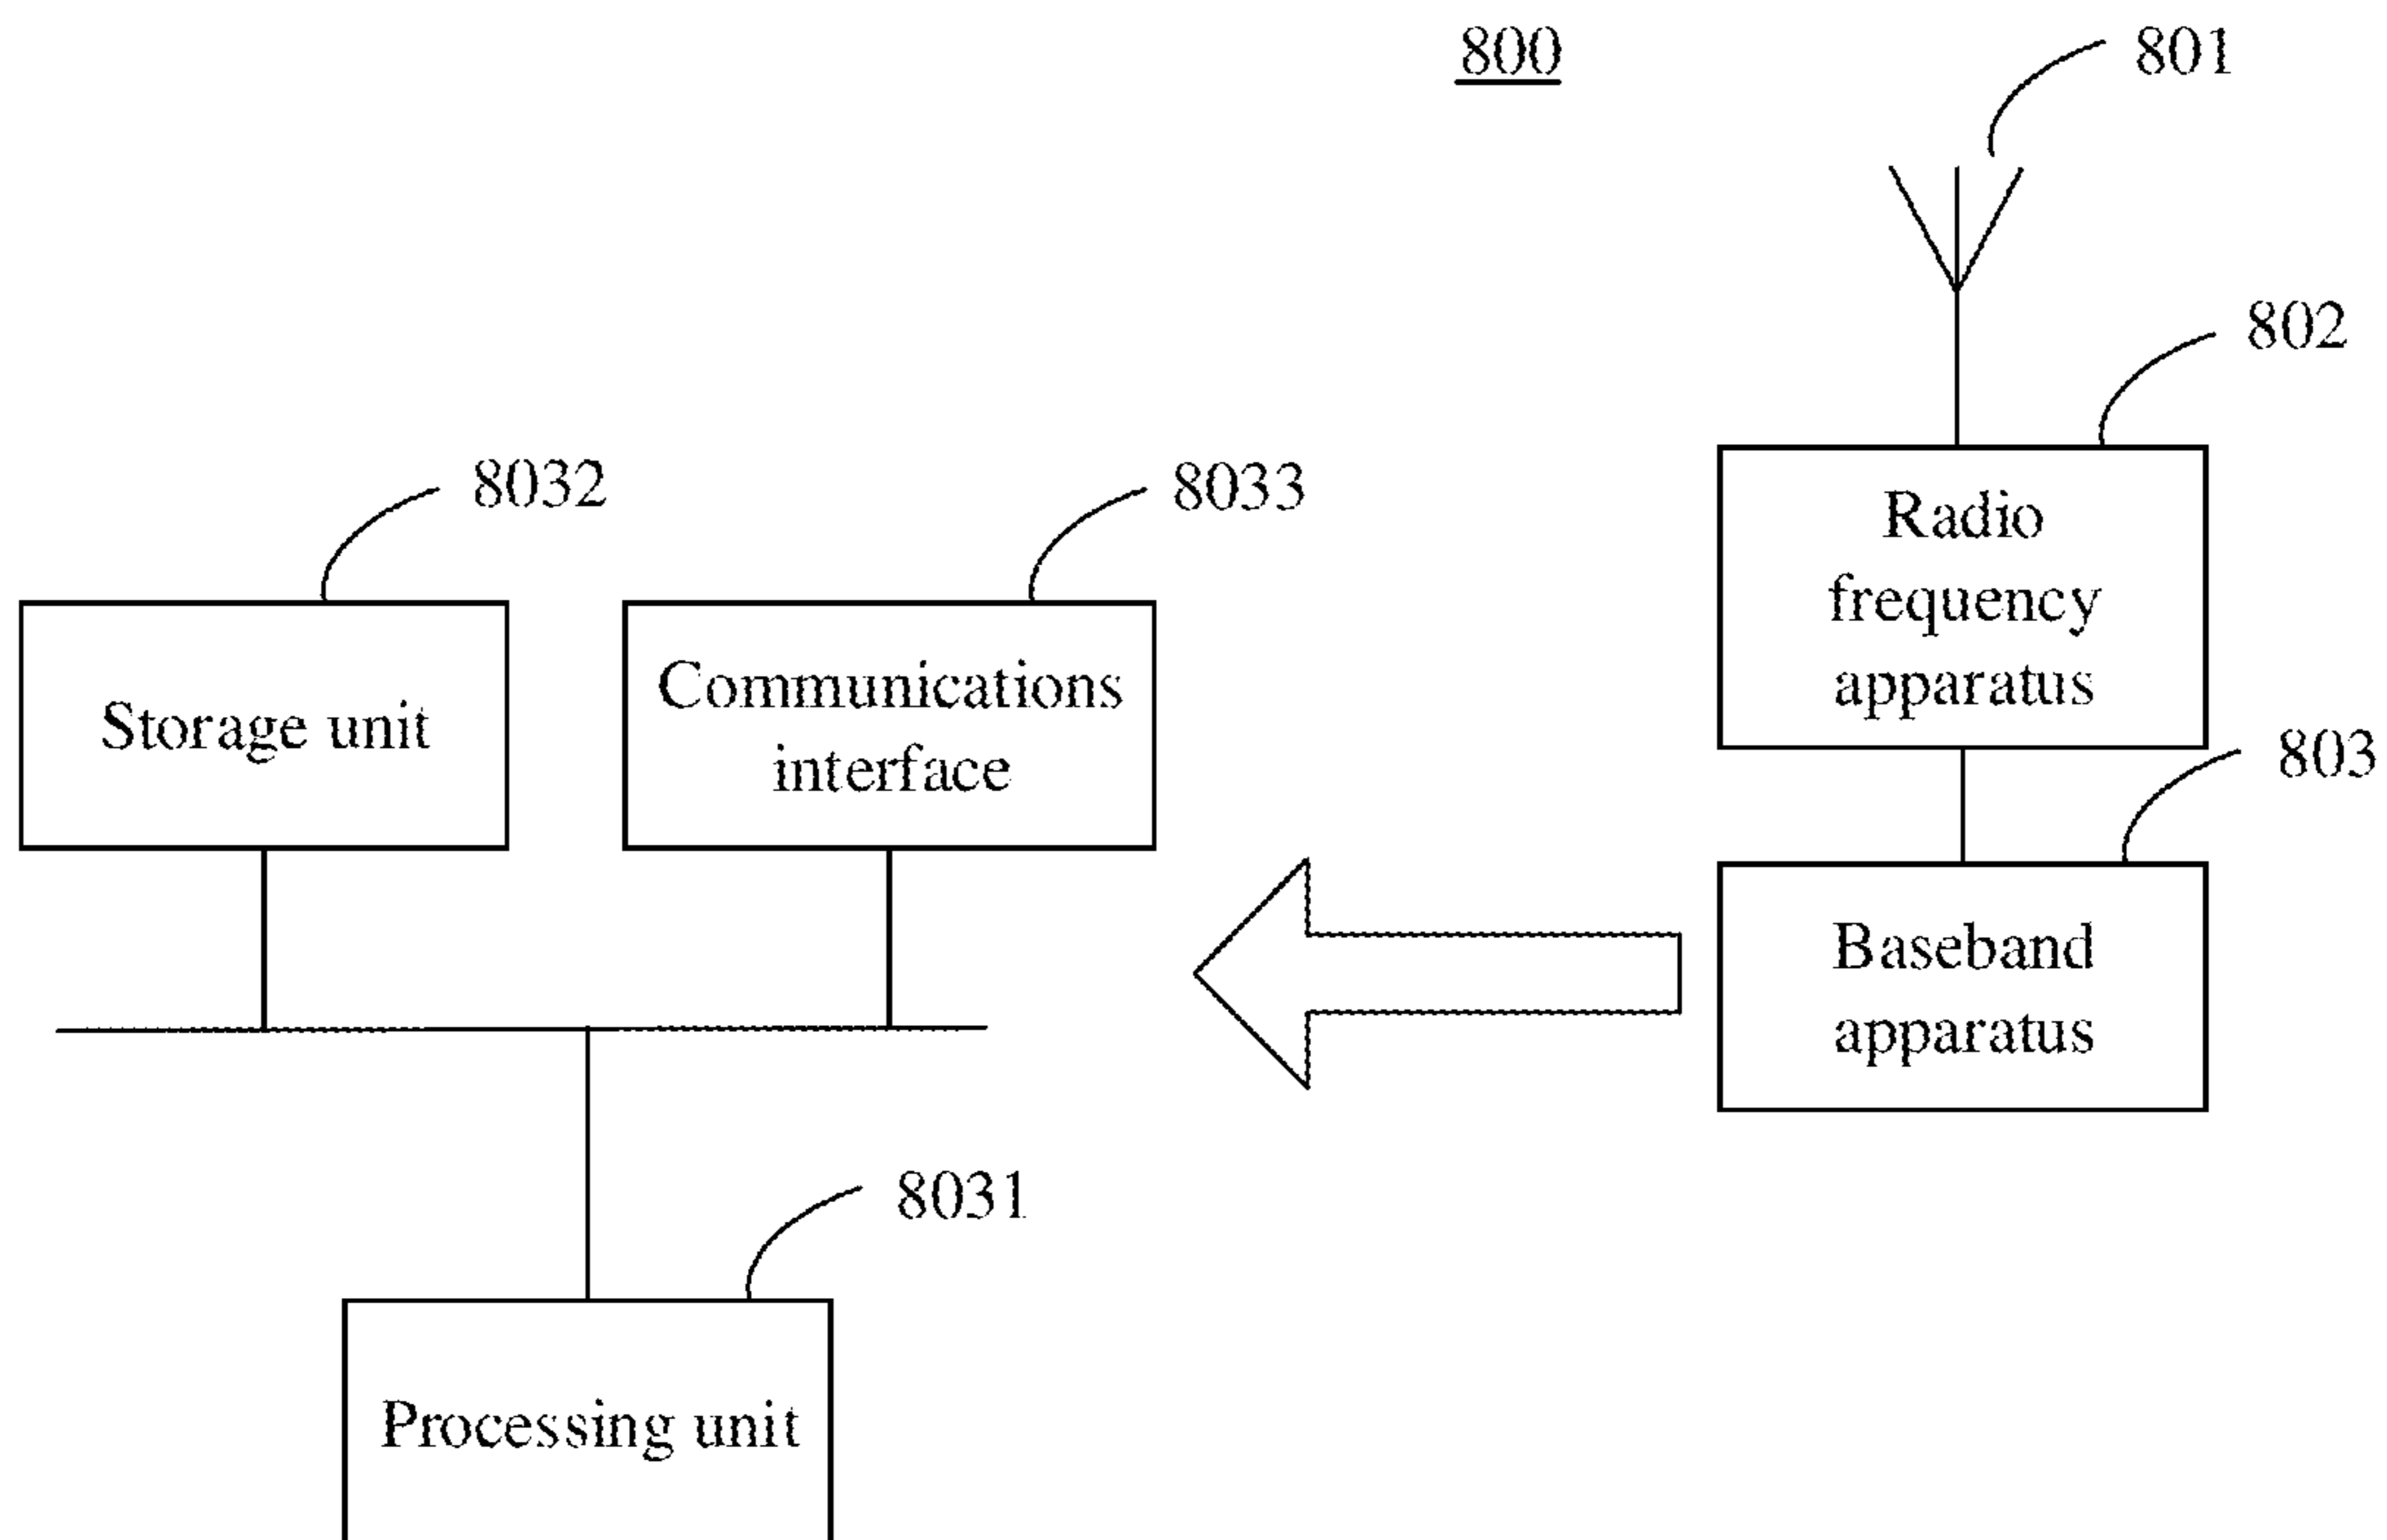 800
801
802
Radio
frequency
apparatus
8032
8033
Storage unit
Communications
interface
803
Baseband
apparatus
8031
Processing unit